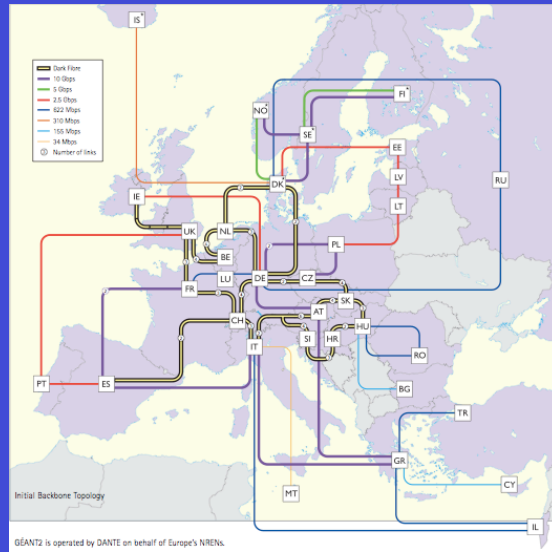 IS*
Dark Fibre
10 Gbps
5 Gbps
2.5 Gbps
622 Mbps
310 Mbps
155 Mbps
34 Mbps
Number of links
NO*
FI*
SE*
EE
LV
RU
DK*
IE
LT
UK
NL
PL
BE
LU
DE
CZ
FR
SK
AT
CH
HU
SI
HR
IT
RO
PT
ES
BG
TR
GR
CY
MT
Initial Backbone Topology
IL
GÉANT2 is operated by DANTE on behalf of Europe's NRENs.